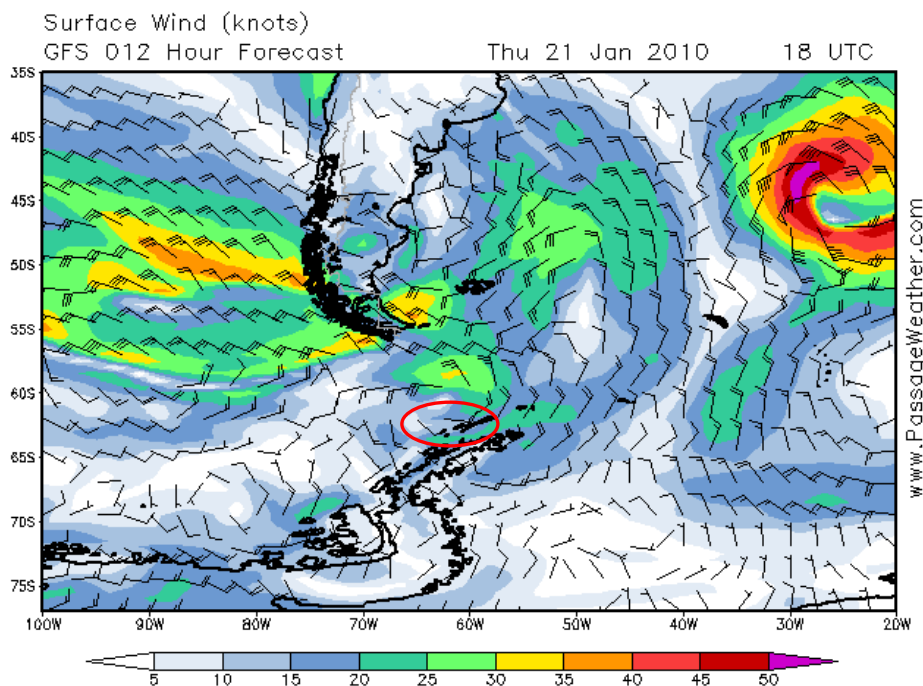 Surface Wind (knots)
GFS 012 Hour Forecast Thu 21 Jan 2010 18 UTC
35S
40S
45S
50S
55S
60S
65S
70S
75S
100W 90W 80W 70W 60W 50W 40W 30W 20W
5 10 15 20 25 30 35 40 45 50
www.PassageWeather.com